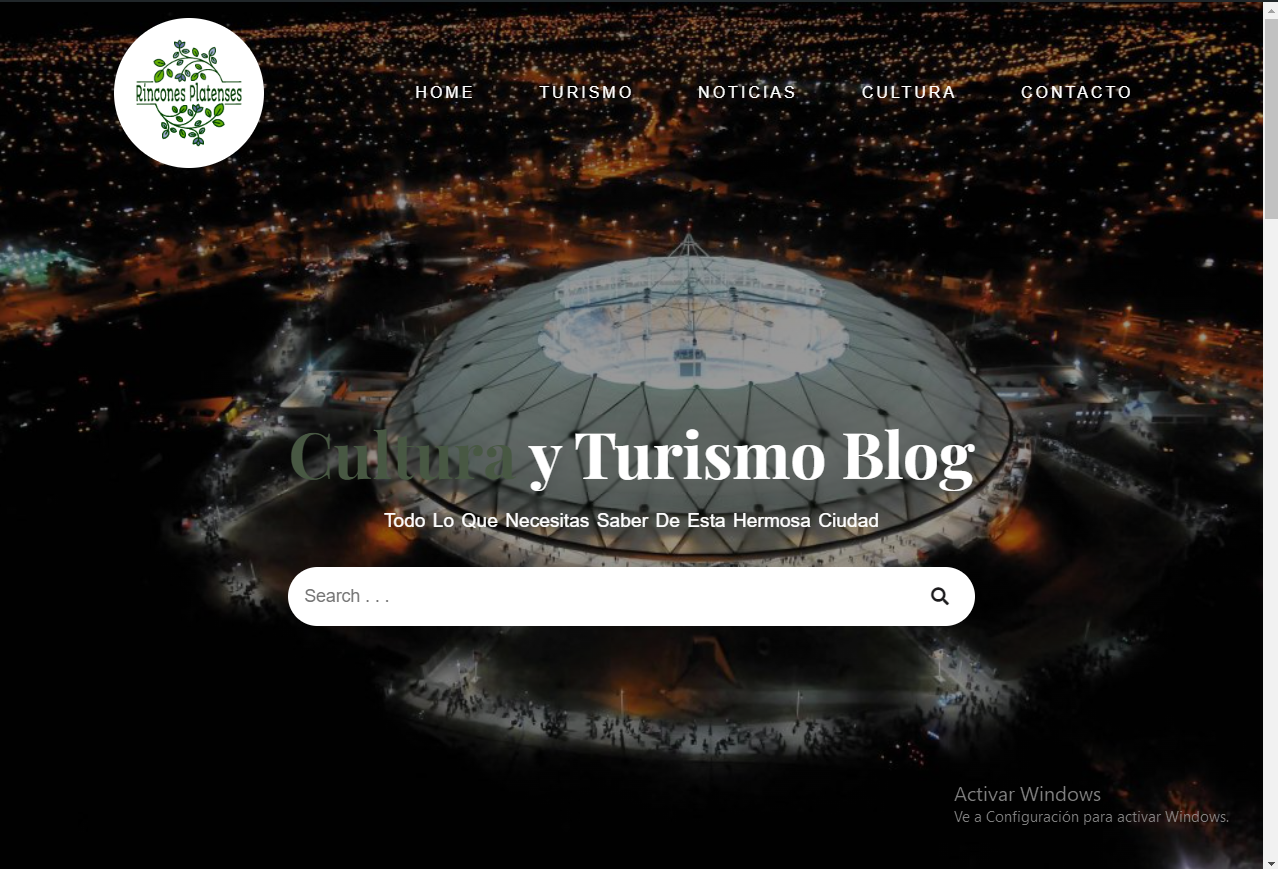 Rincones Platenses
HOME TURISMO NOTICIAS CULTURA CONTACTO
Cultura y Turismo Blog
Todo Lo Que Necesitas Saber De Esta Hermosa Ciudad
Search . . .
Activar Windows
Ve a Configuración para activar Windows.